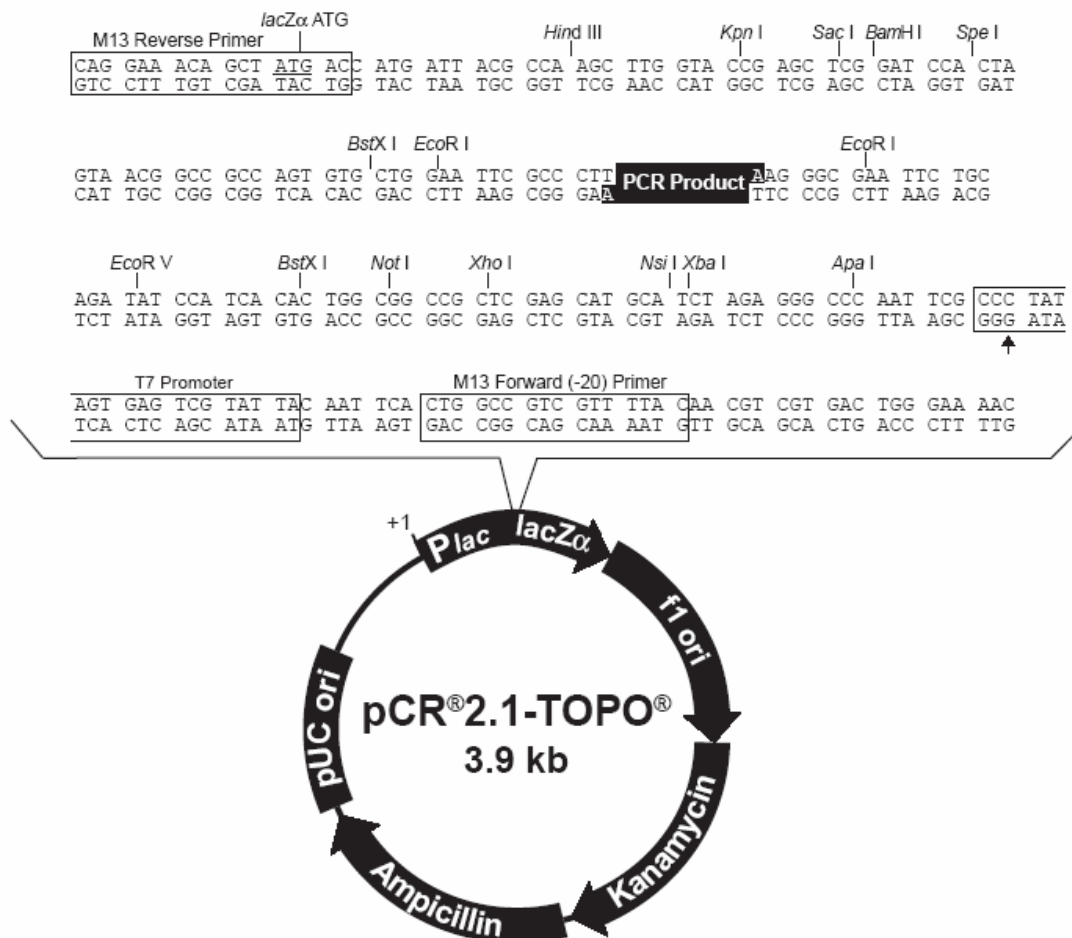 lacZα ATG
M13 Reverse Primer
Hind III Kpn I Sac I BamH I Spe I
CAG GAA ACA GCT ATG ACC ATG ATT ACG CCA AGC TTG GTA CCG AGC TCG GAT CCA CTA
GTC CTT TGT CGA TAC TGG TAC TAA TGC GGT TCG AAC CAT GGC TCG AGC CTA GGT GAT
BstX I EcoR I EcoR I
GTA ACG GCC GCC AGT GTG CTG GAA TTC GCC CTT PCR Product AAG GGC GAA TTC TGC
CAT TGC CGG CGG TCA CAC GAC CTT AAG CGG GAA TTC CCG CTT AAG ACG
EcoR V BstX I Not I Xho I Nsi I Xba I Apa I
AGA TAT CCA TCA CAC TGG CGG CCG CTC GAG CAT GCA TCT AGA GGG CCC AAT TCG CCC TAT
TCT ATA GGT AGT GTG ACC GCC GGC GAG CTC GTA CGT AGA TCT CCC GGG TTA AGC GGG ATA
T7 Promoter M13 Forward (-20) Primer
AGT GAG TCG TAT TAC AAT TCA CTG GCC GTC GTT TTA CAA CGT CGT GAC TGG GAA AAC
TCA CTC AGC ATA ATG TTA AGT GAC CGG CAG CAA AAT GTT GCA GCA CTG ACC CTT TTG
+1
Plac lacZα
f1 ori
pUC ori
pCR®2.1-TOPO®
3.9 kb
Kanamycin
Ampicillin